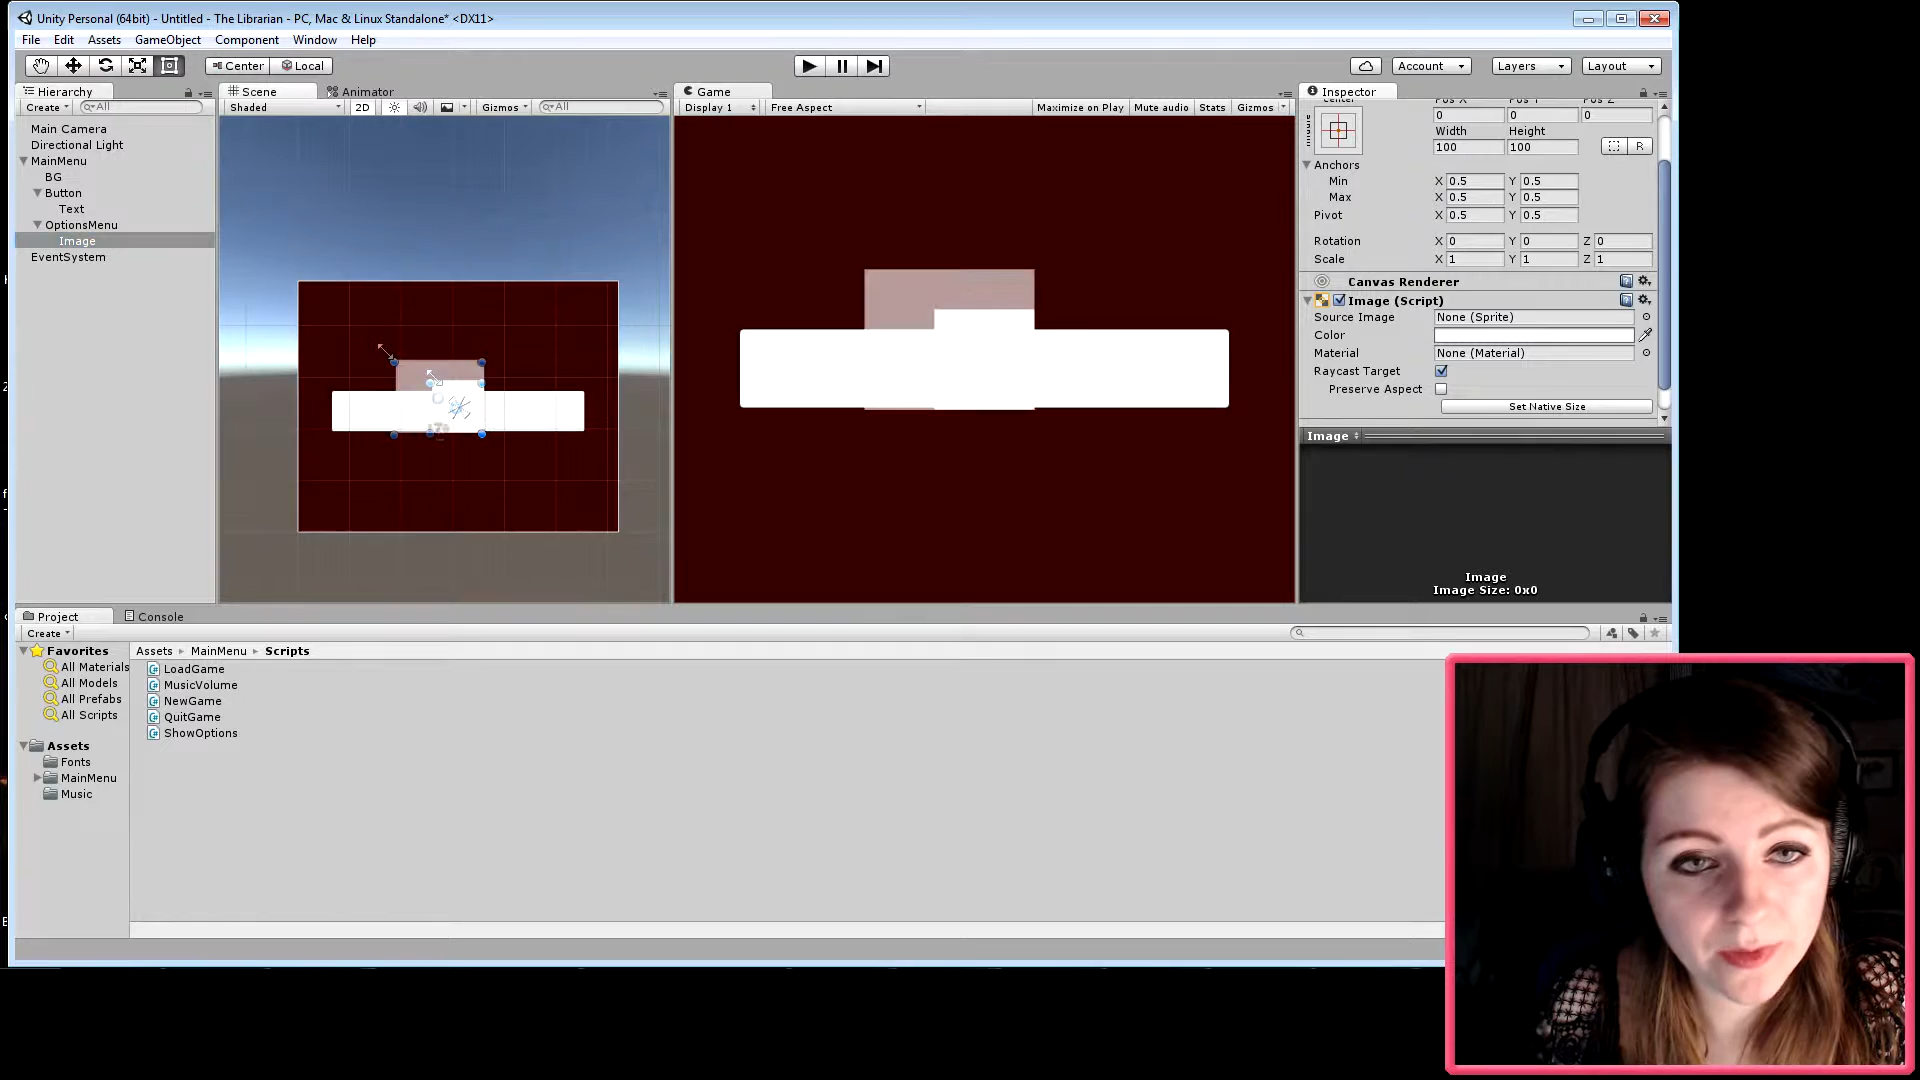 Unity Personal (64bit) - Untitled - The Librarian - PC, Mac & Linux Standalone* <DX11>
File Edit Assets GameObject Component Window Help
Center Local Account Layers Layout
Hierarchy
Create All
Main Camera
Directional Light
MainMenu
BG
Button
Text
OptionsMenu
Image
EventSystem
Scene Animator
Shaded 2D Gizmos All
Game
Display 1 Free Aspect Maximize on Play Mute audio Stats Gizmos
Inspector
0 0 0
Width Height
100 100 R
Anchors
Min X 0.5 Y 0.5
Max X 0.5 Y 0.5
Pivot X 0.5 Y 0.5
Rotation X 0 Y 0 Z 0
Scale X 1 Y 1 Z 1
Canvas Renderer
Image (Script)
Source Image None (Sprite)
Color
Material None (Material)
Raycast Target
Preserve Aspect
Set Native Size
Image
Image
Image Size: 0x0
Project Console
Create
Favorites
All Materials
All Models
All Prefabs
All Scripts
Assets
Fonts
MainMenu
Music
Assets MainMenu Scripts
LoadGame
MusicVolume
NewGame
QuitGame
ShowOptions